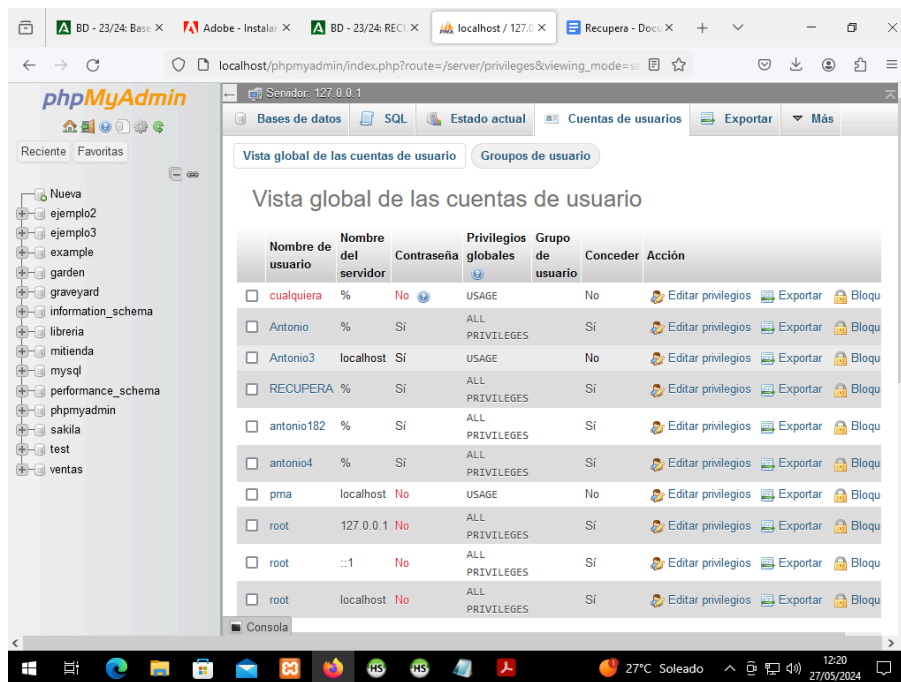 BD - 23/24: Base
Adobe - Instalar
BD - 23/24: RECU
localhost / 127.0
Recupera - Docu
localhost/phpmyadmin/index.php?route=/server/privileges&viewing_mode=se
phpMyAdmin
Reciente Favoritas
Nueva
ejemplo2
ejemplo3
example
garden
graveyard
information_schema
libreria
mitienda
mysql
performance_schema
phpmyadmin
sakila
test
ventas
Servidor: 127.0.0.1
Bases de datos SQL Estado actual Cuentas de usuarios Exportar Más
Vista global de las cuentas de usuario Groupos de usuario
Vista global de las cuentas de usuario
Nombre de usuario Nombre del servidor Contraseña Privilegios globales Grupo de usuario Conceder Acción
cualquiera % No USAGE No Editar privilegios Exportar Bloqu
Antonio % Sí ALL PRIVILEGES Sí Editar privilegios Exportar Bloqu
Antonio3 localhost Sí USAGE No Editar privilegios Exportar Bloqu
RECUPERA % Sí ALL PRIVILEGES Sí Editar privilegios Exportar Bloqu
antonio182 % Sí ALL PRIVILEGES Sí Editar privilegios Exportar Bloqu
antonio4 % Sí ALL PRIVILEGES Sí Editar privilegios Exportar Bloqu
pma localhost No USAGE No Editar privilegios Exportar Bloqu
root 127.0.0.1 No ALL PRIVILEGES Sí Editar privilegios Exportar Bloqu
root ::1 No ALL PRIVILEGES Sí Editar privilegios Exportar Bloqu
root localhost No ALL PRIVILEGES Sí Editar privilegios Exportar Bloqu
Consola
HS
HS
1
27°C Soleado
12:20
27/05/2024